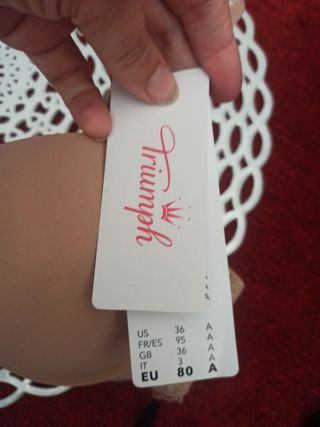 Triumph
US 36 A
FR/ES 95 A
GB 36 A
IT 3 A
EU 80 A